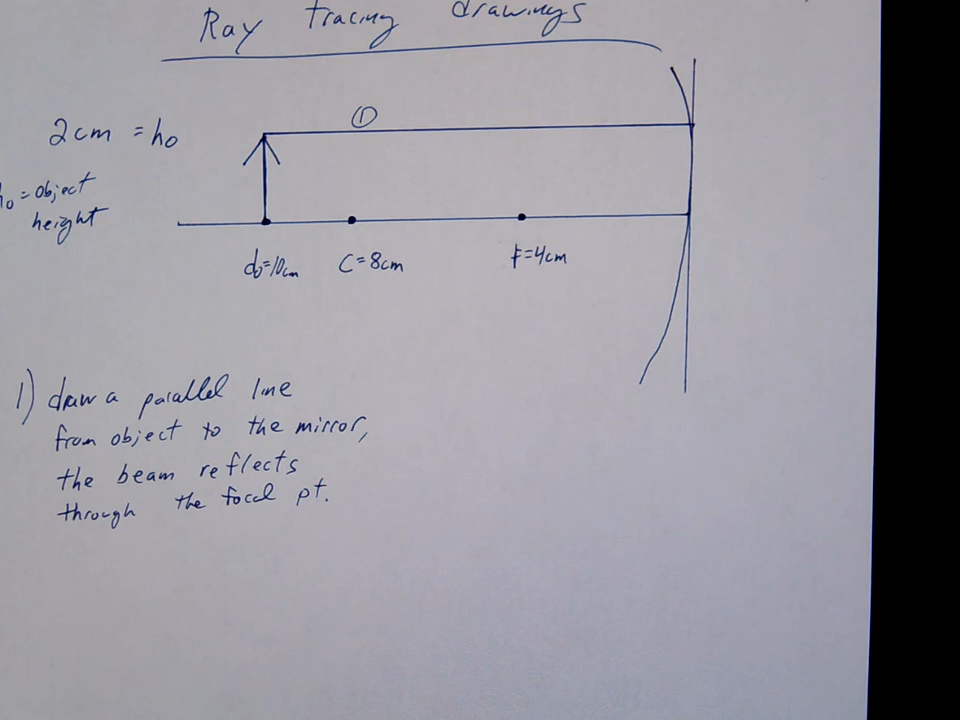 Ray tracing drawings
①
2cm = ho
ho = object
height
do=10cm C=8cm F=4cm
1) draw a parallel line
from object to the mirror,
the beam reflects
through the focal pt.